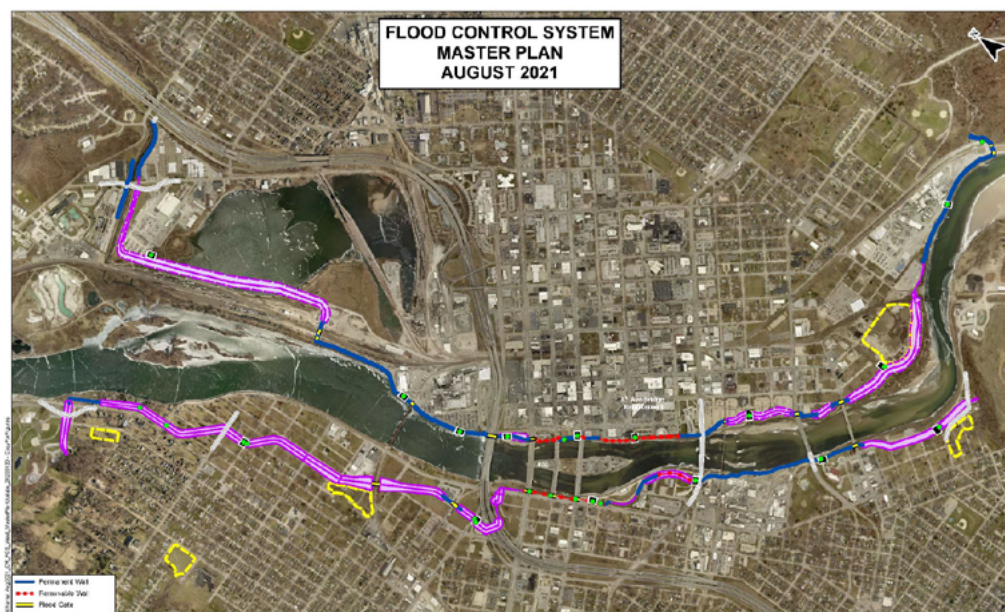 FLOOD CONTROL SYSTEM
MASTER PLAN
AUGUST 2021
Permanent Wall
Removable Wall
Flood Gate